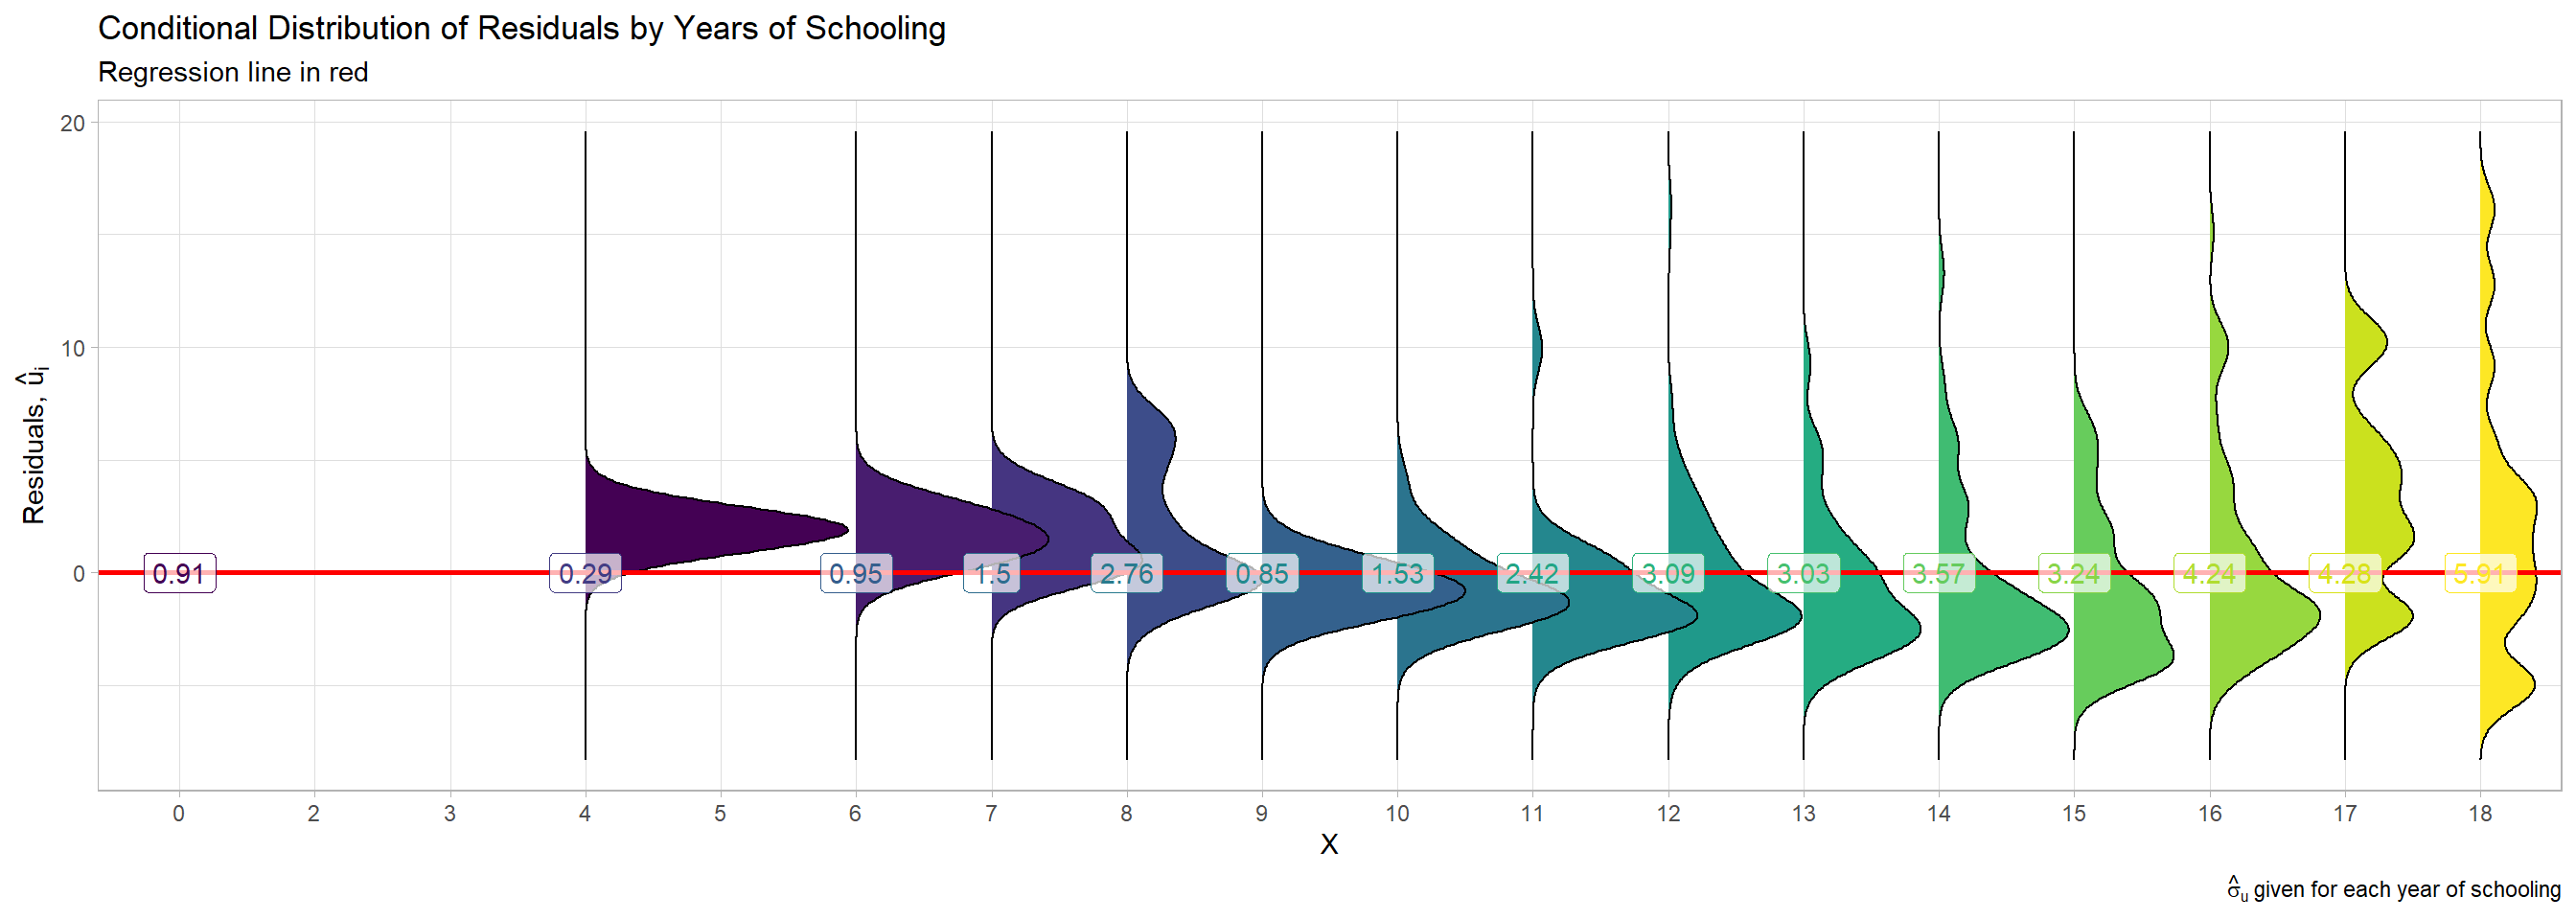 Conditional Distribution of Residuals by Years of Schooling
Regression line in red
20
10
0
Residuals, û_i
0.91 0.29 0.95 1.5 2.76 0.85 1.53 2.42 3.09 3.03 3.57 3.24 4.24 4.28 5.91
0 2 3 4 5 6 7 8 9 10 11 12 13 14 15 16 17 18
X
σ̂_u given for each year of schooling